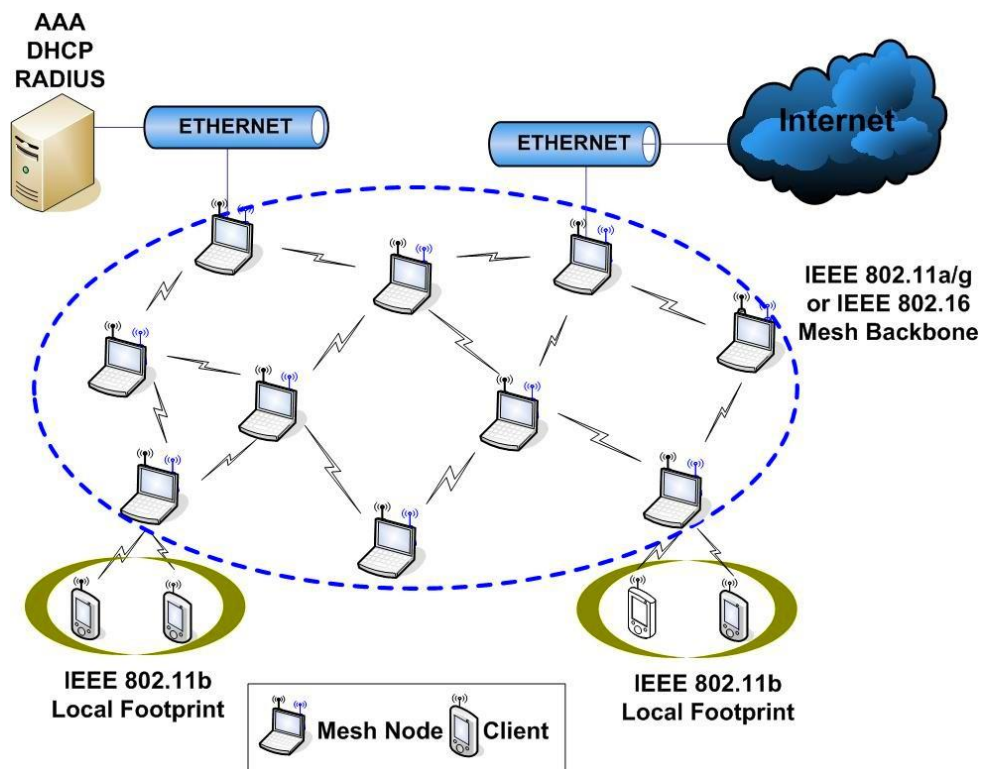 AAA
DHCP
RADIUS
ETHERNET
ETHERNET
Internet
IEEE 802.11a/g
or IEEE 802.16
Mesh Backbone
IEEE 802.11b
Local Footprint
IEEE 802.11b
Local Footprint
Mesh Node
Client